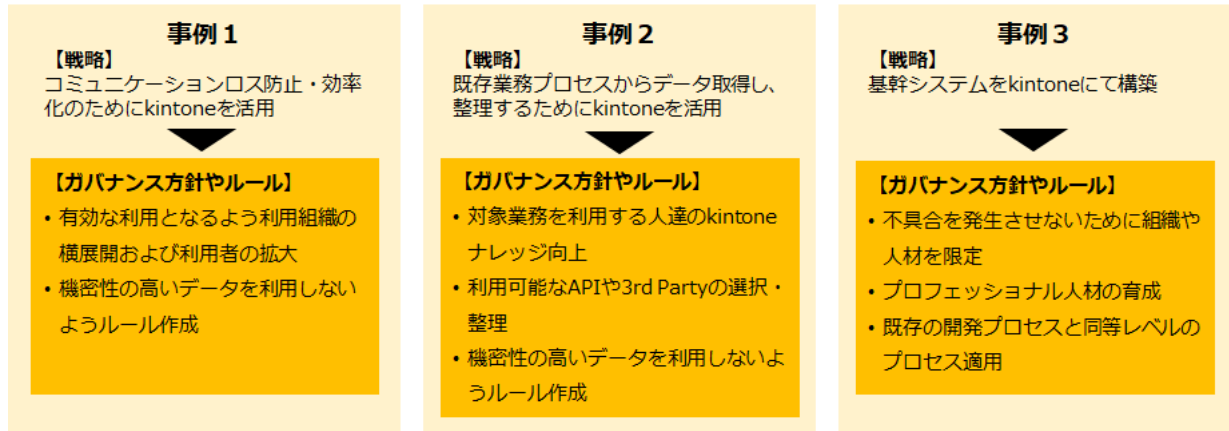 事例１
【戦略】
コミュニケーションロス防止・効率
化のためにkintoneを活用
【ガバナンス方針やルール】
• 有効な利用となるよう利用組織の
横展開および利用者の拡大
• 機密性の高いデータを利用しない
ようルール作成
事例２
【戦略】
既存業務プロセスからデータ取得し、
整理するためにkintoneを活用
【ガバナンス方針やルール】
• 対象業務を利用する人達のkintone
ナレッジ向上
• 利用可能なAPIや3rd Partyの選択・
整理
• 機密性の高いデータを利用しないよ
うルール作成
事例３
【戦略】
基幹システムをkintoneにて構築
【ガバナンス方針やルール】
• 不具合を発生させないために組織や
人材を限定
• プロフェッショナル人材の育成
• 既存の開発プロセスと同等レベルの
プロセス適用